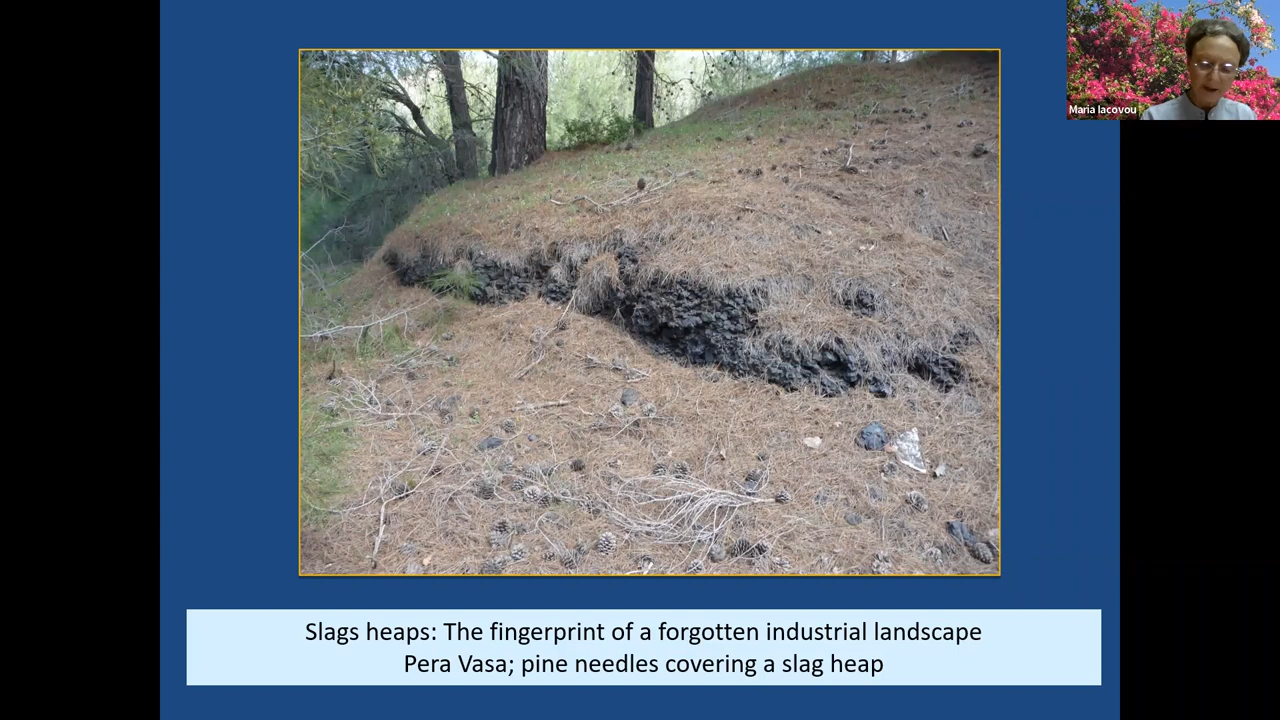 Maria Iacovou
Slags heaps: The fingerprint of a forgotten industrial landscape
Pera Vasa; pine needles covering a slag heap